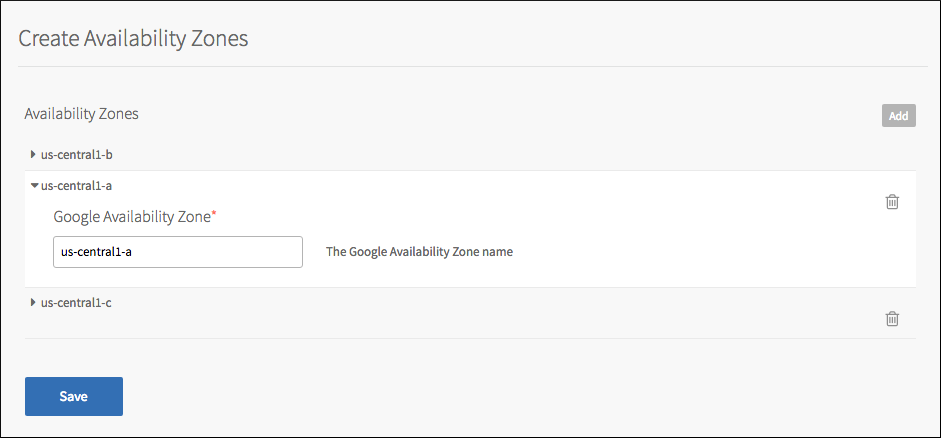 Create Availability Zones
Availability Zones
Add
us-central1-b
us-central1-a
Google Availability Zone*
us-central1-a
The Google Availability Zone name
us-central1-c
Save